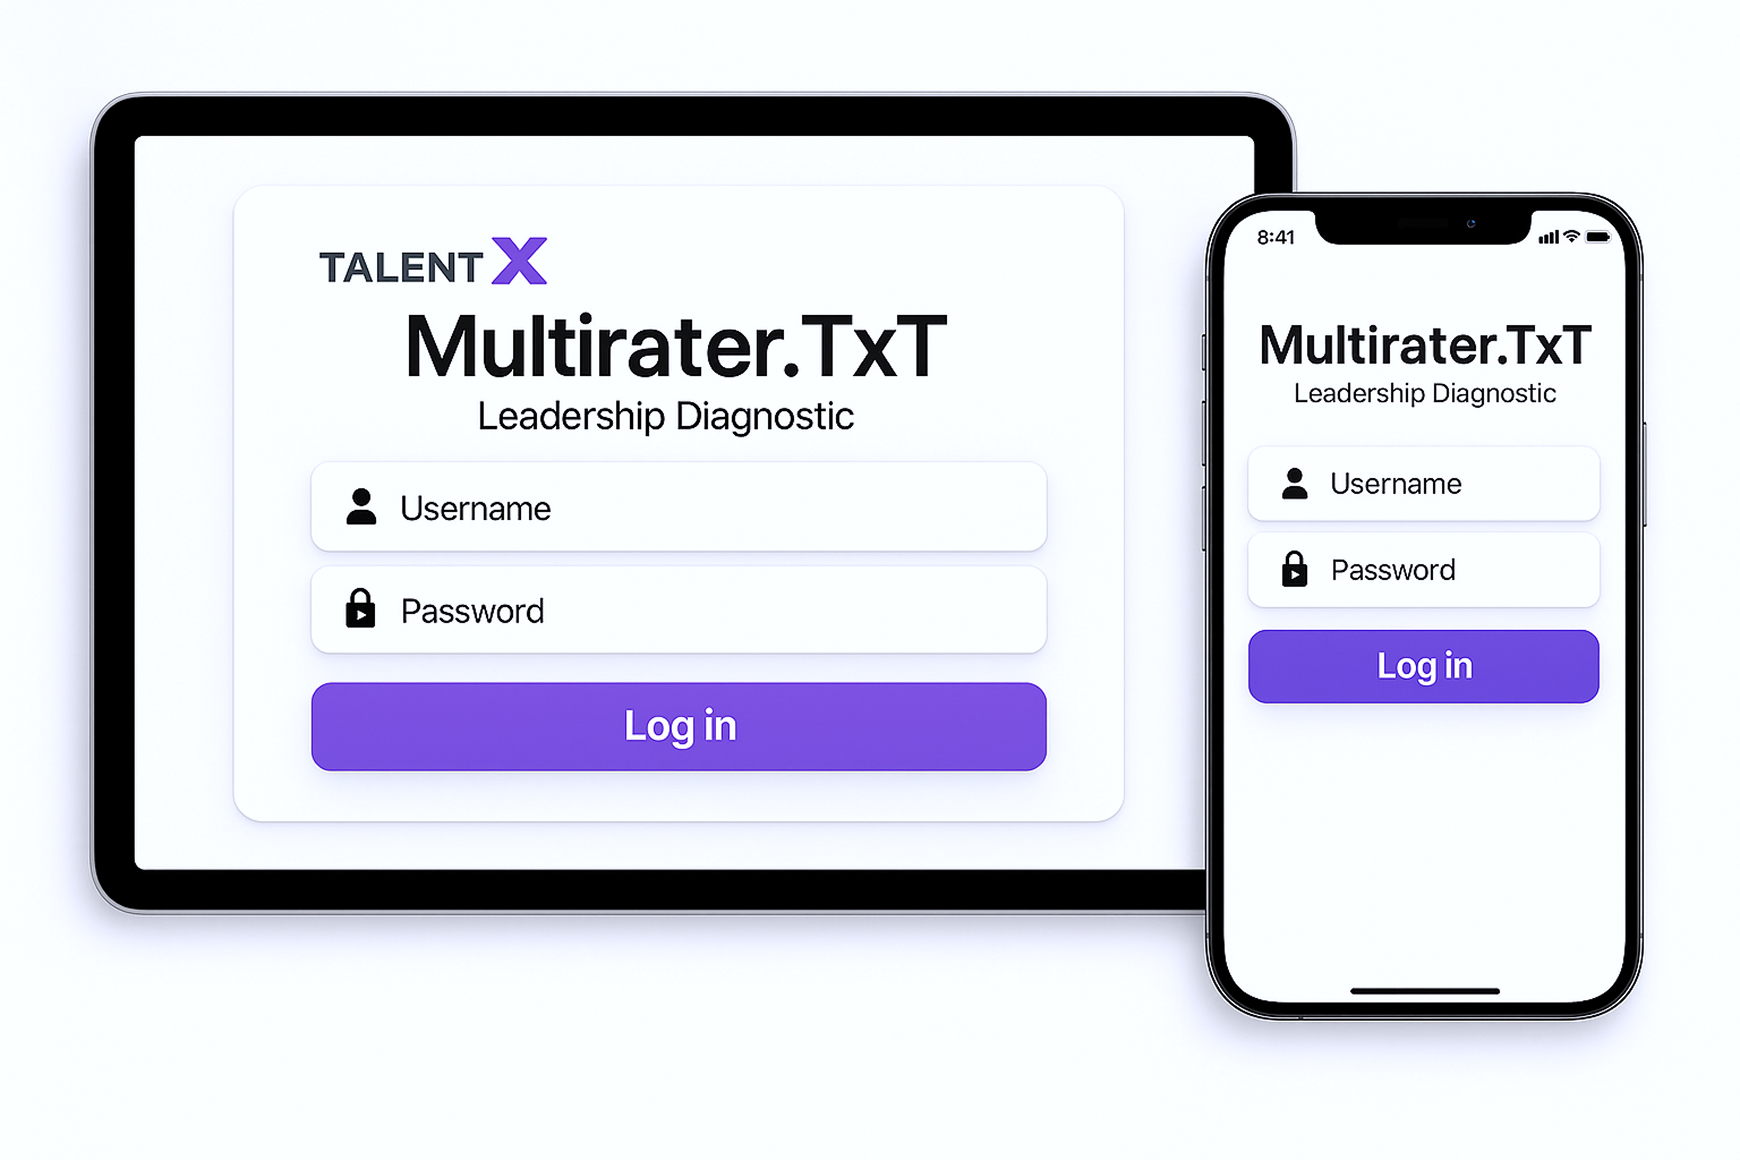 TALENT X
Multirater.TxT
Leadership Diagnostic
Username
Password
Log in
8:41
Multirater.TxT
Leadership Diagnostic
Username
Password
Log in